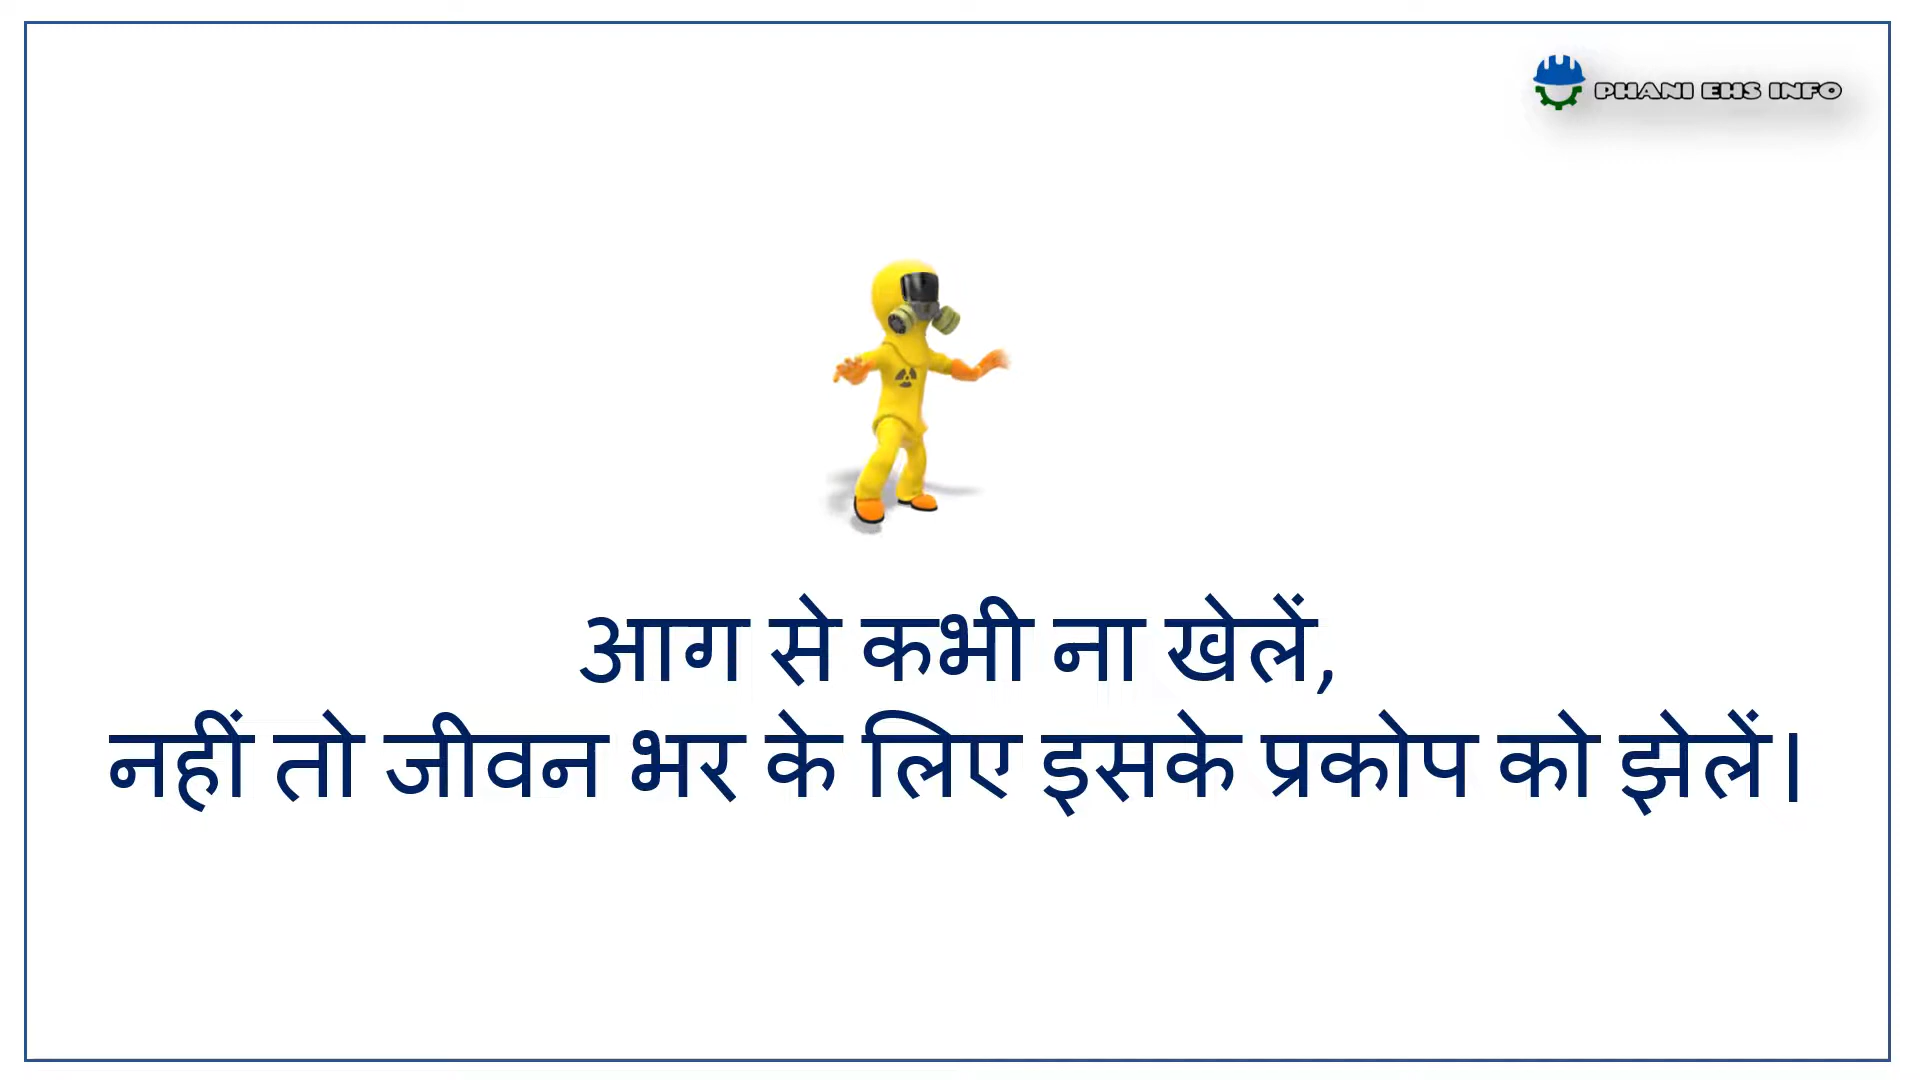 PHANI EHS INFO
आग से कभी ना खेलें,
नहीं तो जीवन भर के लिए इसके प्रकोप को झेलें।